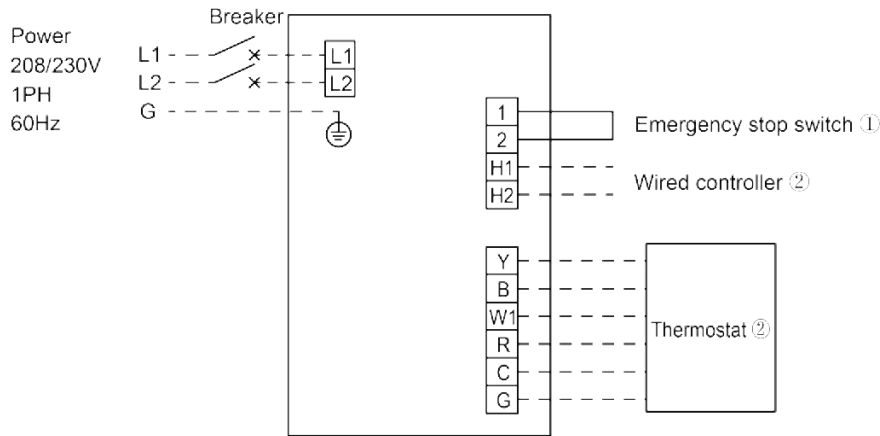 Breaker
Power
208/230V
1PH
60Hz
L1
L2
G
L1
L2
1
2
H1
H2
Emergency stop switch ①
Wired controller ②
Y
B
W1
R
C
G
Thermostat ②